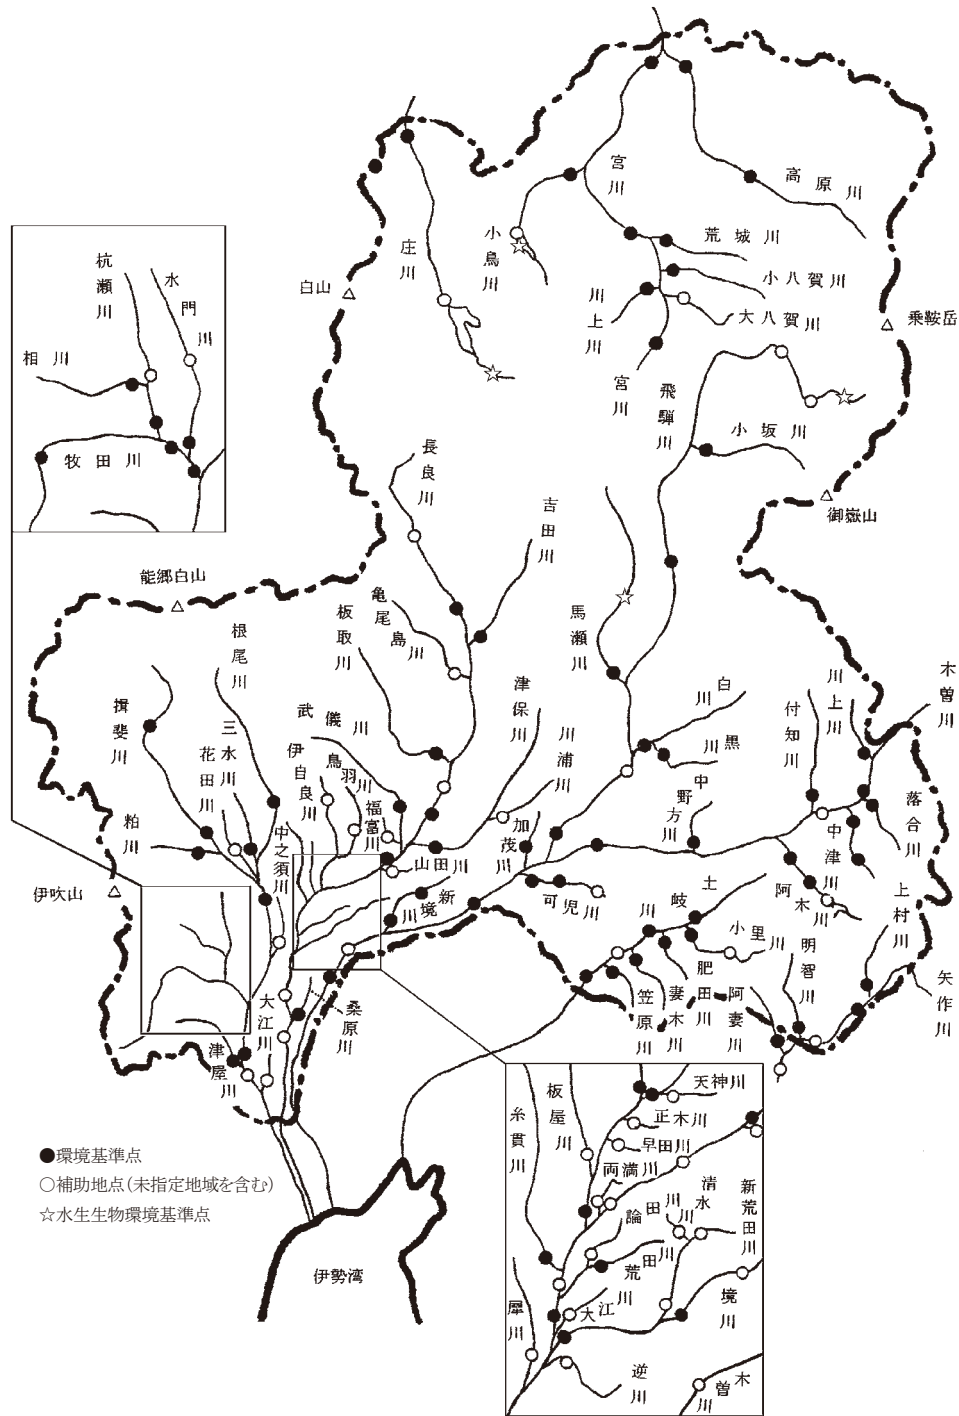 宮川
高原川
庄川
小鳥川
荒城川
小八賀川
白山
川上川
大八賀川
乗鞍岳
宮川
飛騨川
小坂川
御嶽山
杭瀬川
水門川
相川
牧田川
長良川
吉田川
能郷白山
亀尾島川
板取川
馬瀬川
根尾川
揖斐川
三水川
花田川
武儀川
伊自良川
鳥羽川
福富川
津保川
川浦川
白川
黒川
付知川
川上川
木曽川
中野方川
加茂川
落合川
中津川
粕川
中之須川
山田川
新境川
可児川
阿木川
上村川
伊吹山
土岐川
小里川
明智川
矢作川
肥田川
妻木川
笠原川
阿妻川
大江川
桑原川
津屋川
●環境基準点
○補助地点(未指定地域を含む)
☆水生生物環境基準点
伊勢湾
糸貫川
板屋川
天神川
正木川
早田川
両満川
論田川
清水川
新荒田川
荒田川
大江川
境川
犀川
逆川
木曽川